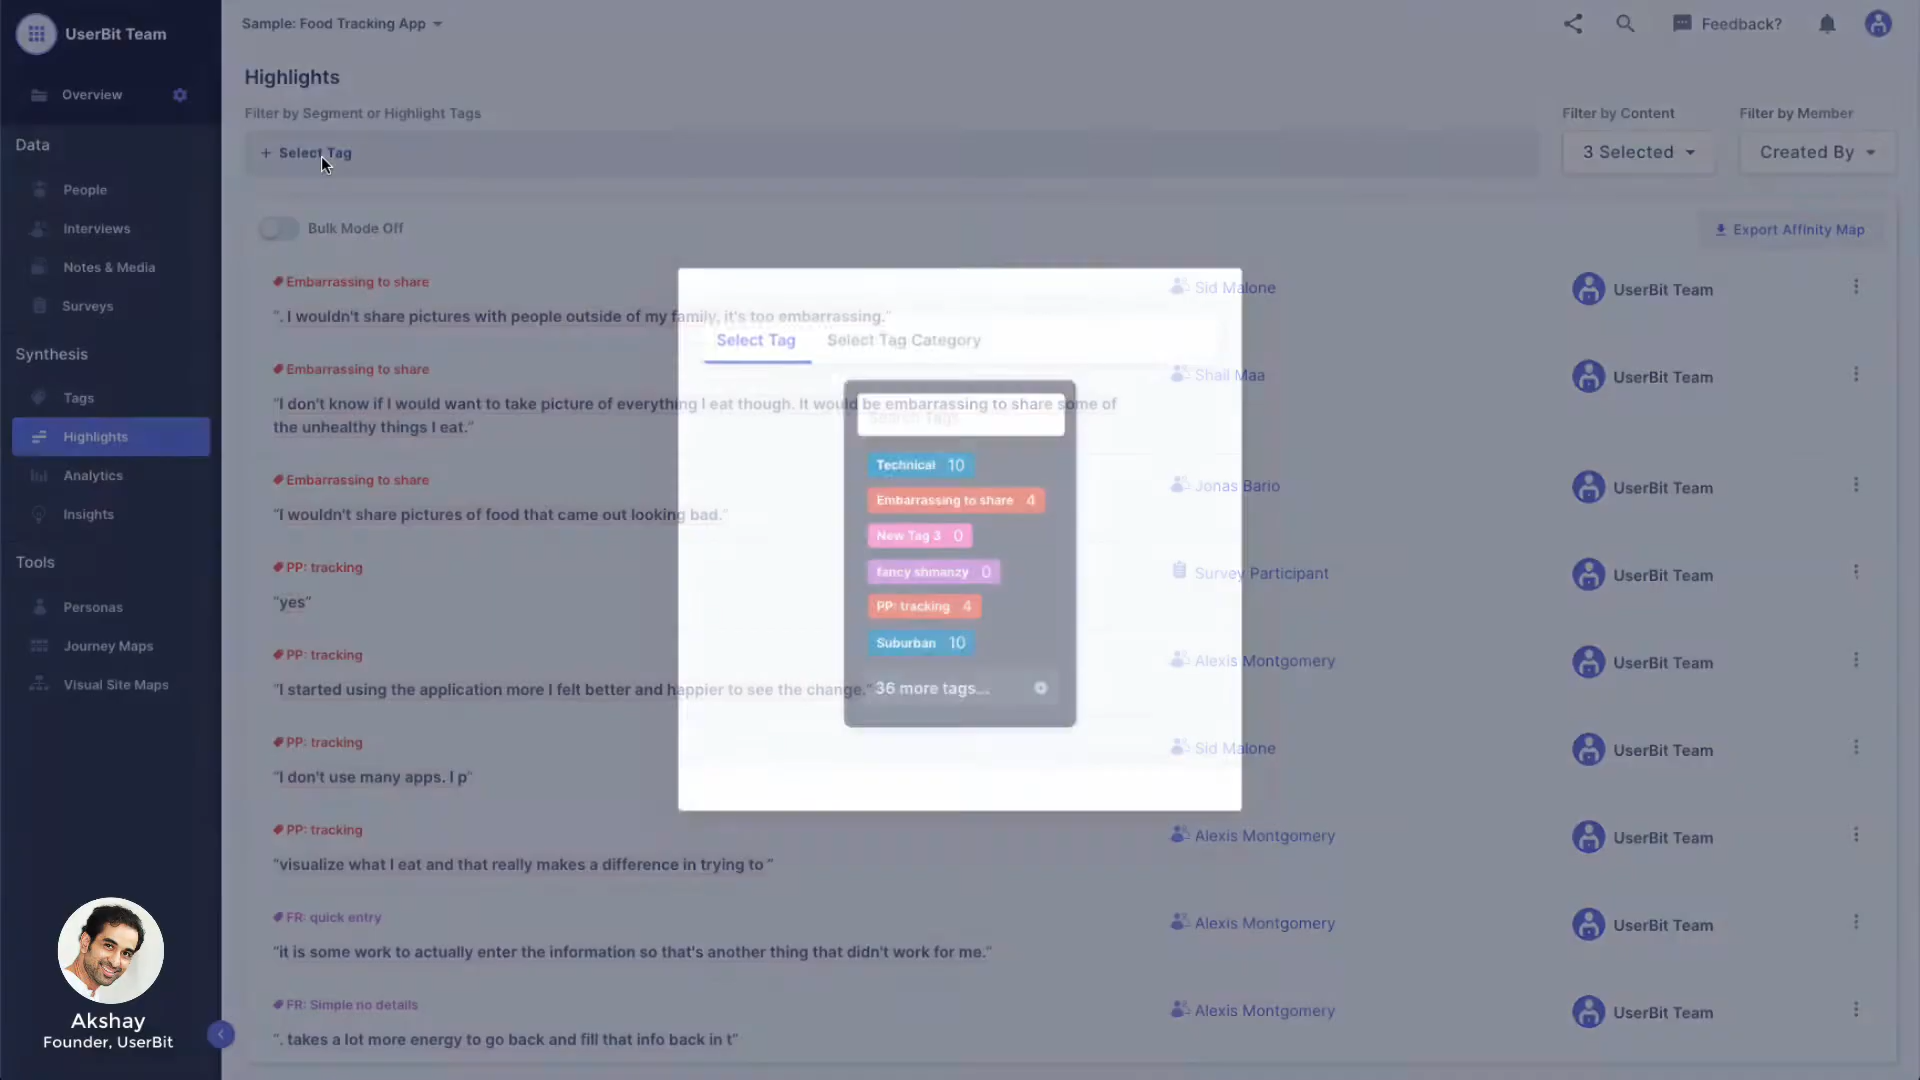 UserBit Team
Sample: Food Tracking App
Feedback?
Overview
Data
People
Interviews
Notes & Media
Surveys
Synthesis
Tags
Highlights
Analytics
Insights
Tools
Personas
Journey Maps
Visual Site Maps
Akshay
Founder, UserBit
Highlights
Filter by Segment or Highlight Tags
Filter by Content
Filter by Member
+ Select Tag
3 Selected
Created By
Bulk Mode Off
Export Affinity Map
Embarrassing to share
". I wouldn't share pictures with people outside of my family, it's too embarrassing."
Sid Malone
UserBit Team
Embarrassing to share
"I don't know if I would want to take picture of everything I eat though. It would be embarrassing to share some of
the unhealthy things I eat."
Shail Maa
UserBit Team
Embarrassing to share
"I wouldn't share pictures of food that came out looking bad."
Jonas Bario
UserBit Team
PP: tracking
"yes"
Survey Participant
UserBit Team
PP: tracking
"I started using the application more I felt better and happier to see the change."
Alexis Montgomery
UserBit Team
PP: tracking
"I don't use many apps. I p"
Sid Malone
UserBit Team
PP: tracking
"visualize what I eat and that really makes a difference in trying to "
Alexis Montgomery
UserBit Team
FR: quick entry
"it is some work to actually enter the information so that's another thing that didn't work for me."
Alexis Montgomery
UserBit Team
FR: Simple no details
". takes a lot more energy to go back and fill that info back in t"
Alexis Montgomery
UserBit Team
Select Tag
Select Tag Category
Search Tags
Technical 10
Embarrassing to share 4
New Tag 3 0
fancy shmanzy 0
PP: tracking 4
Suburban 10
36 more tags...